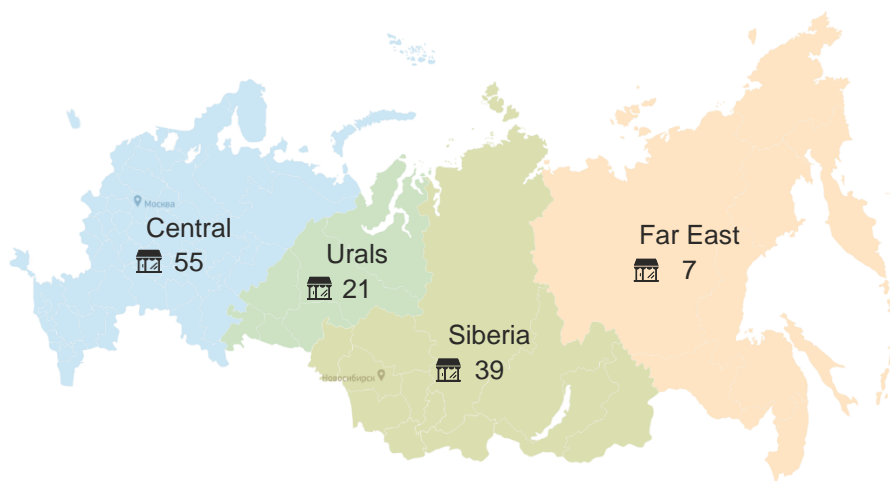 Москва
Central
55
Urals
21
Far East
7
Siberia
39
Новосибирск